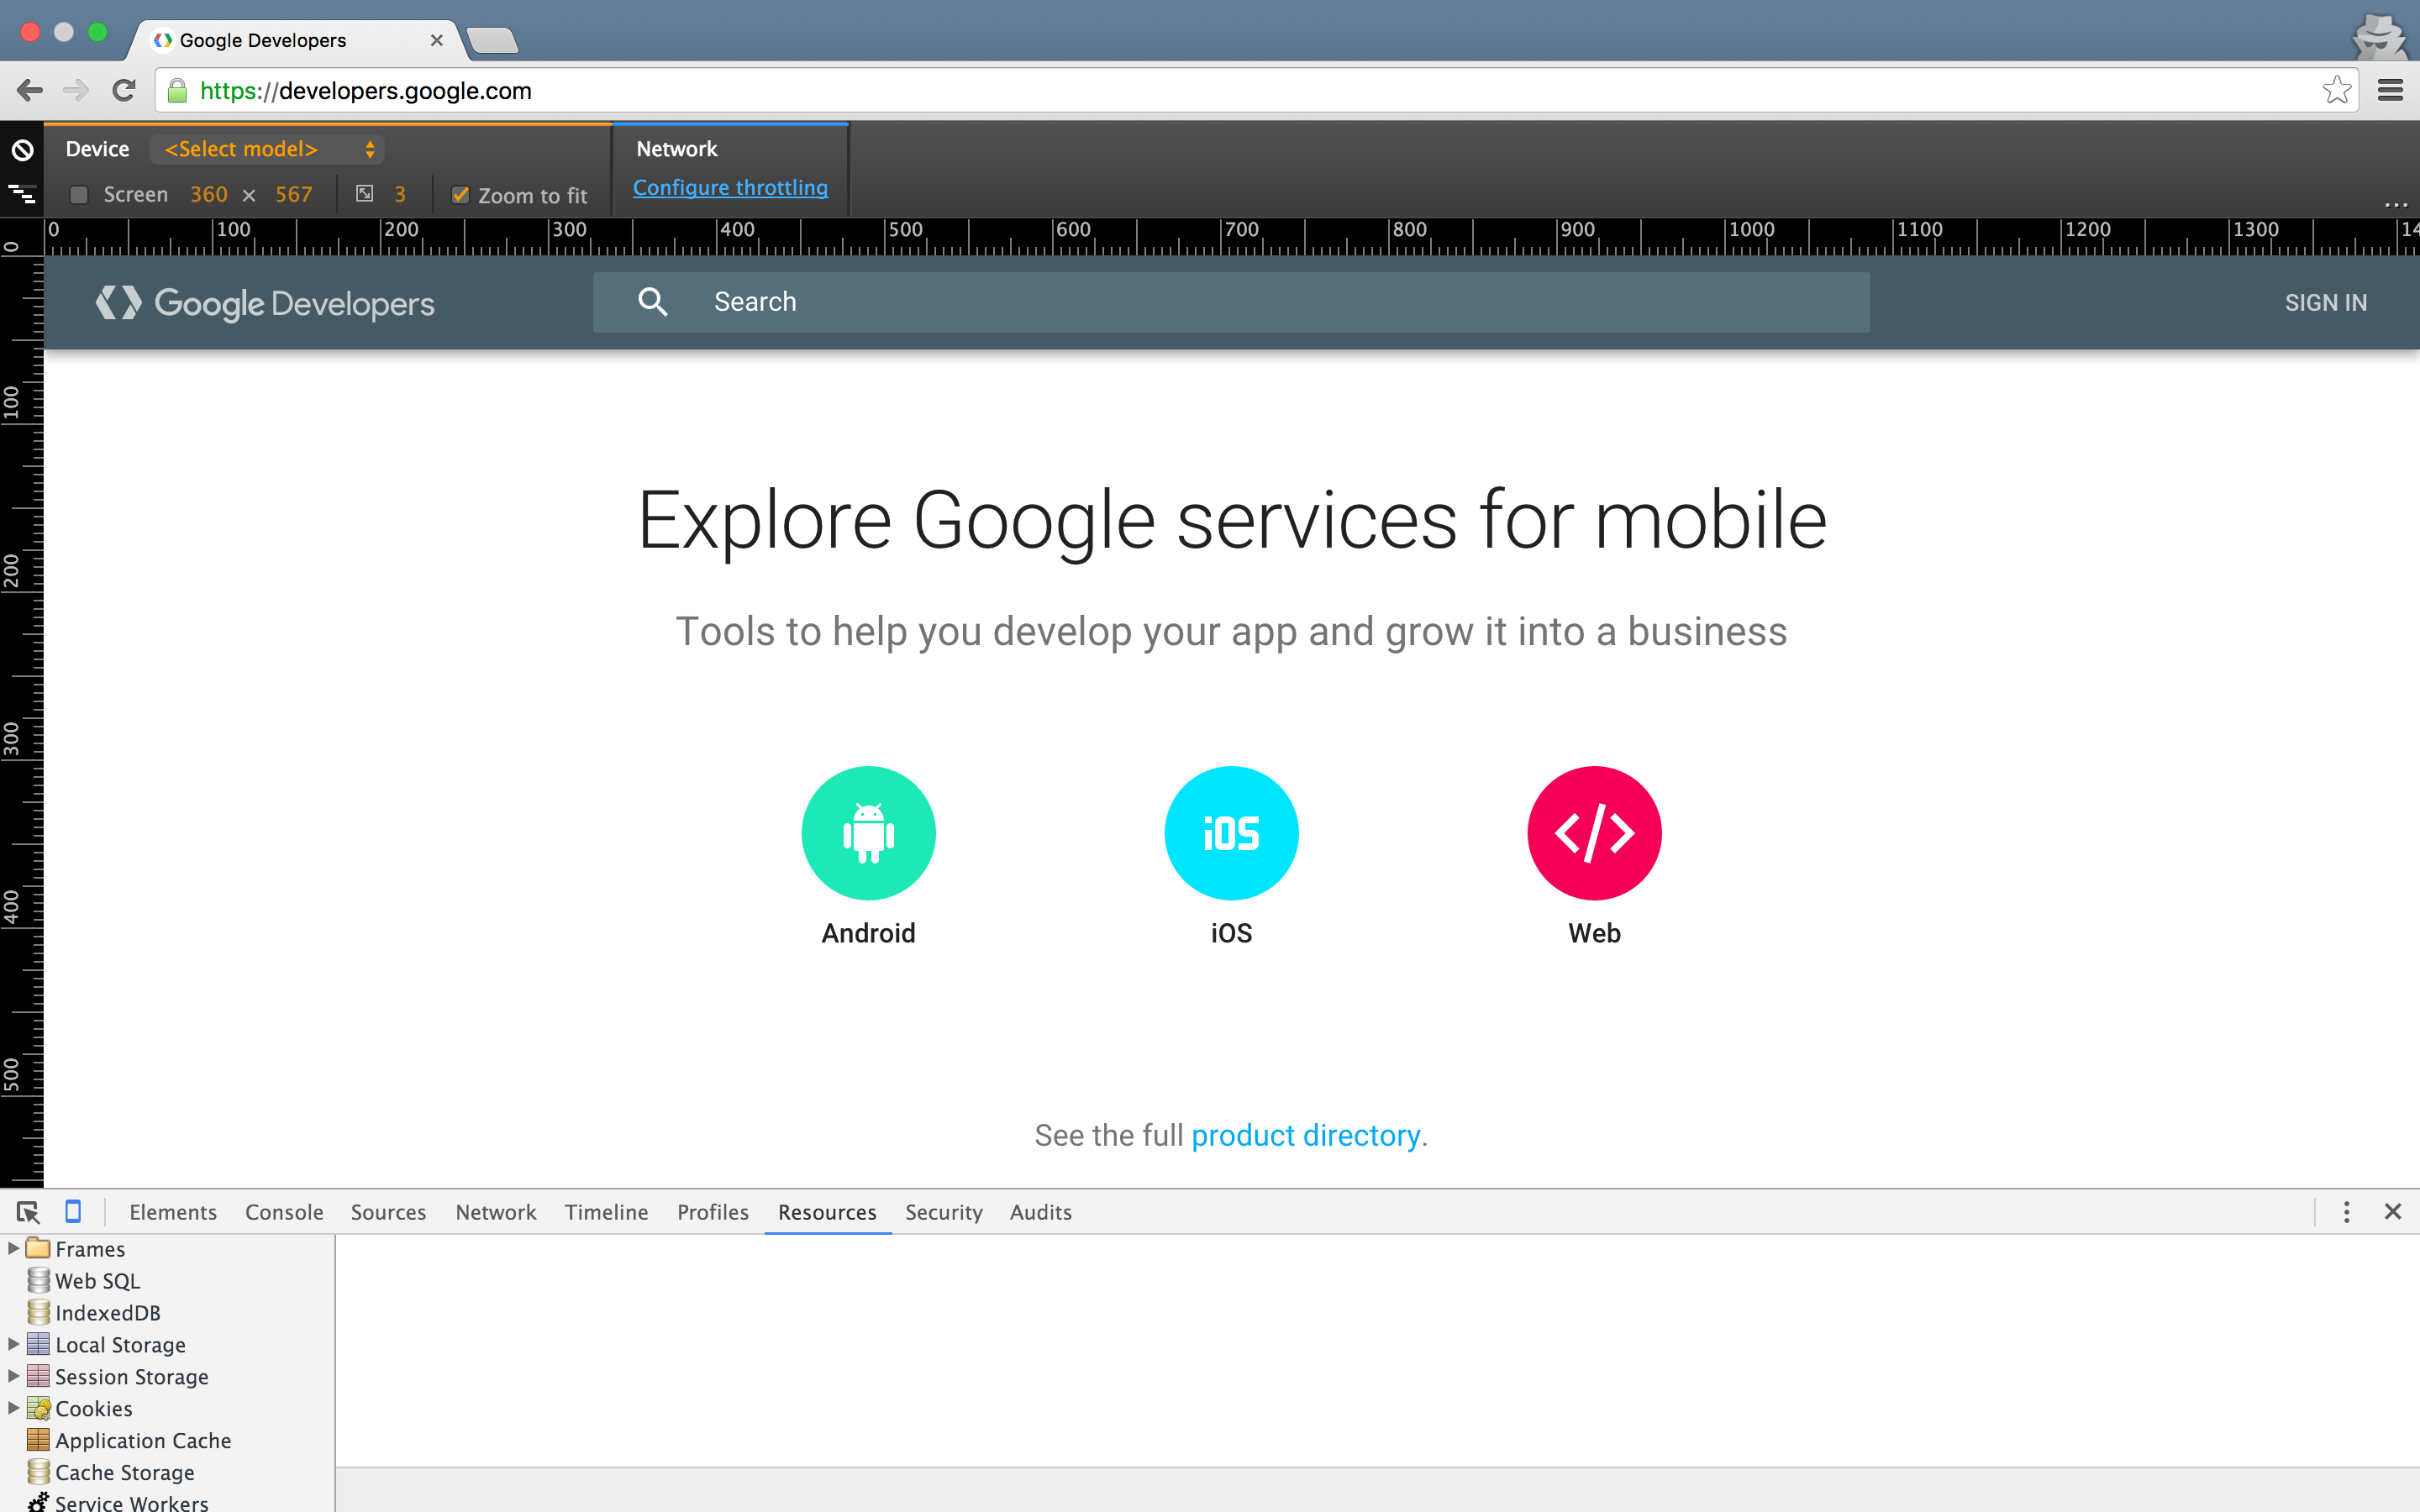 Google Developers
https://developers.google.com
Device <Select model> Network
Screen 360 × 567 3 Zoom to fit Configure throttling
...
0 100 200 300 400 500 600 700 800 900 1000 1100 1200 1300 14
0
100
200
300
400
500
Google Developers Search SIGN IN
Explore Google services for mobile
Tools to help you develop your app and grow it into a business
iOS
Android iOS Web
See the full product directory.
Elements Console Sources Network Timeline Profiles Resources Security Audits
Frames
Web SQL
IndexedDB
Local Storage
Session Storage
Cookies
Application Cache
Cache Storage
Service Workers